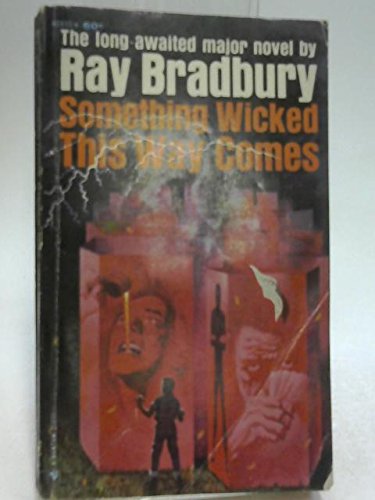 The long-awaited major novel by
Ray Bradbury
Something Wicked
This Way Comes